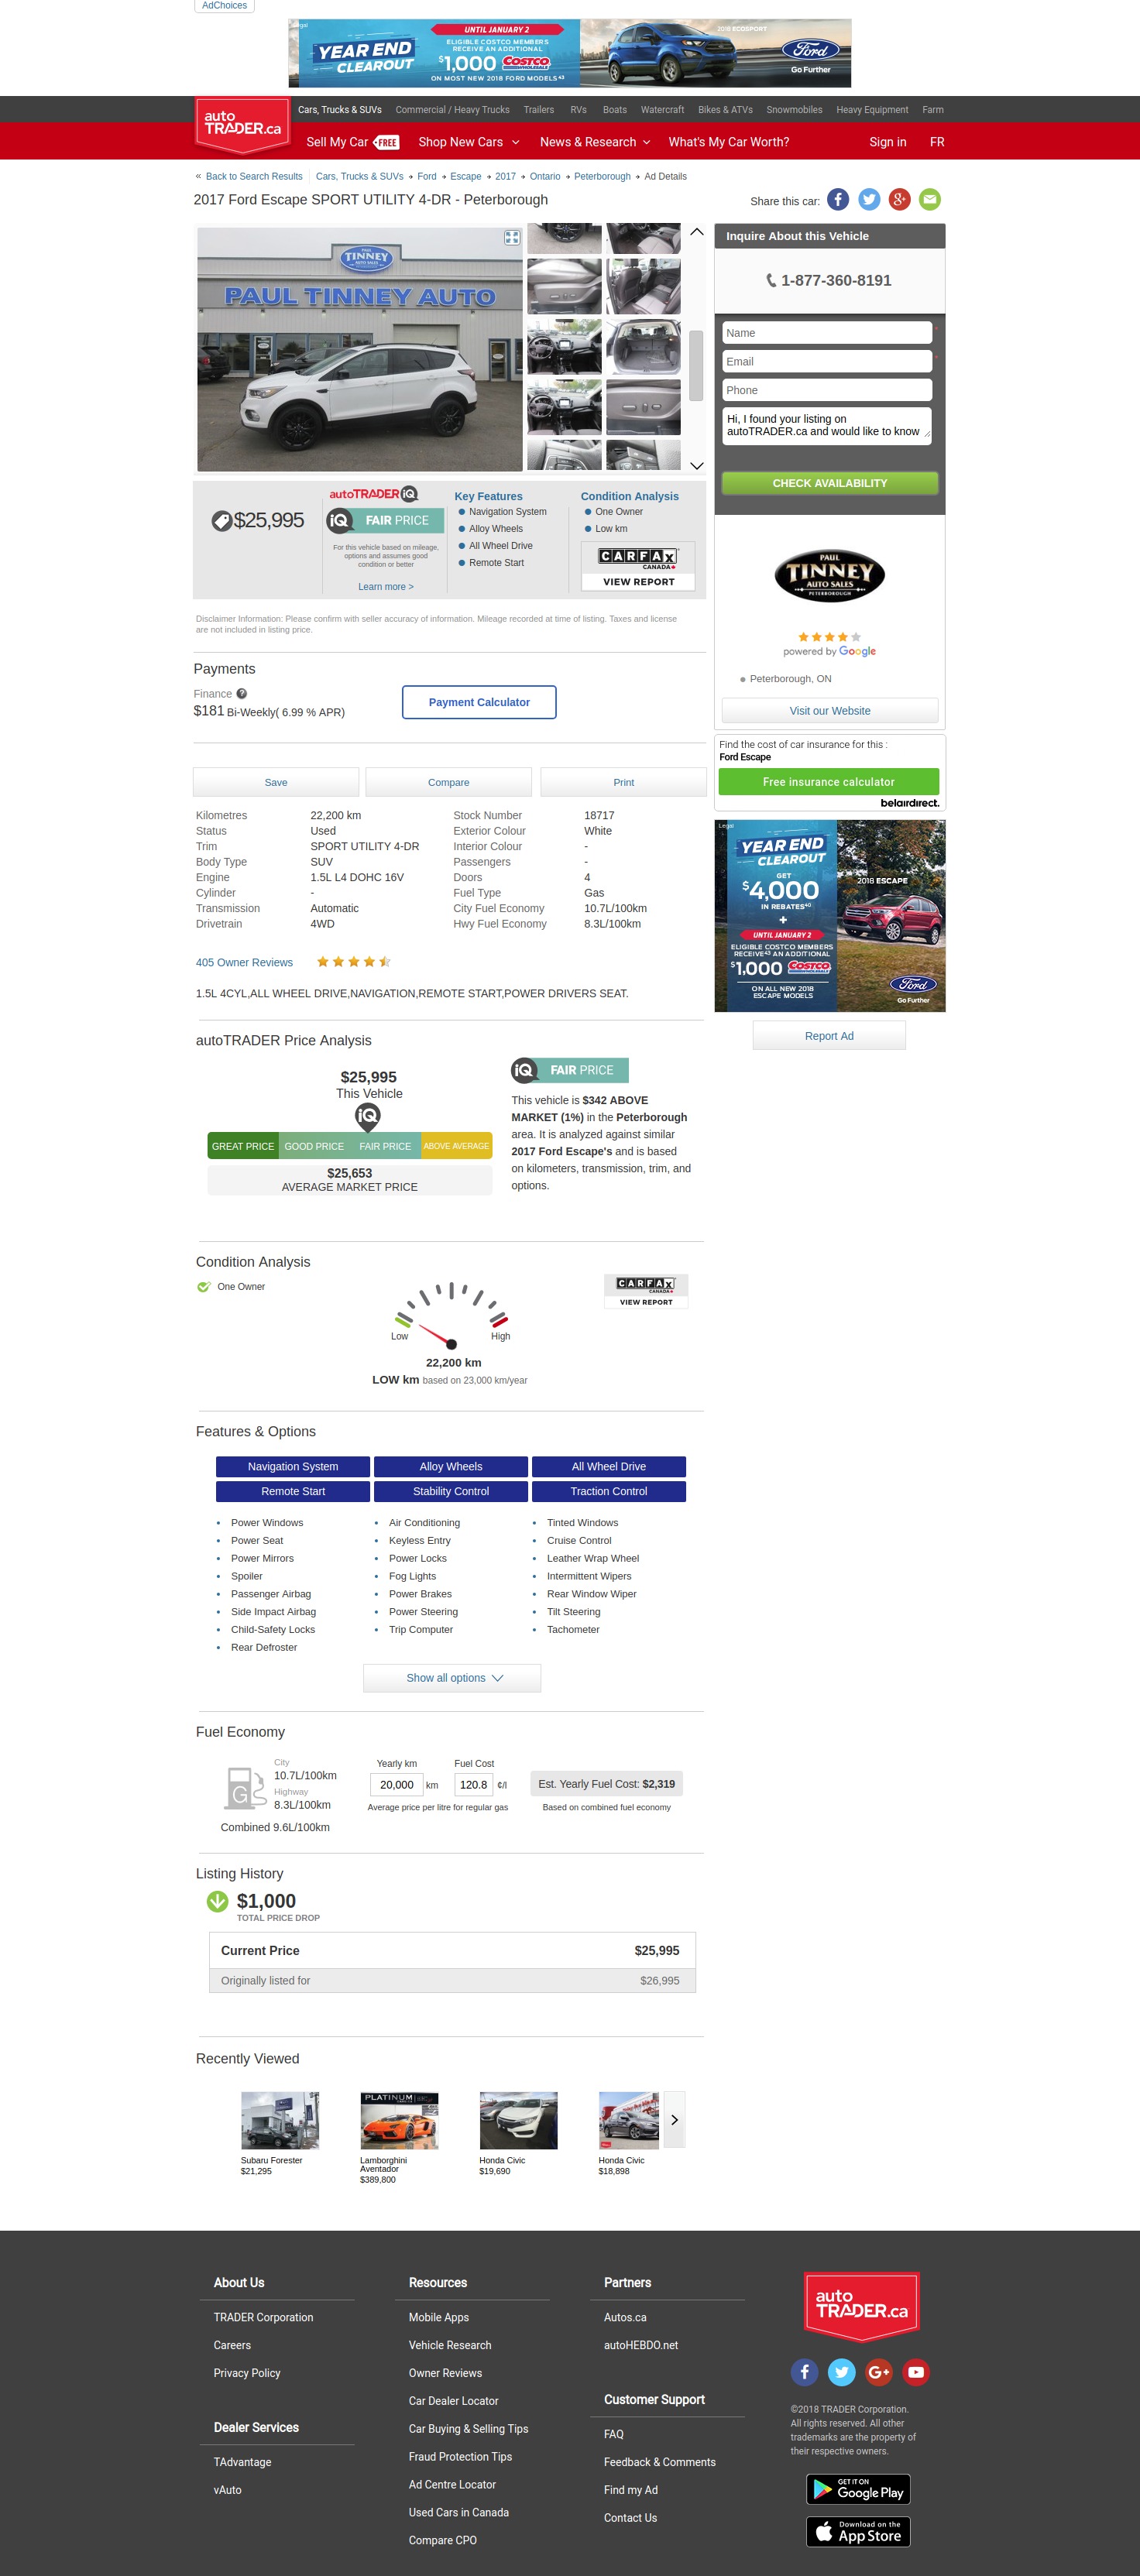 AdChoices
Legal
YEAR END
CLEAROUT
UNTIL JANUARY 2
ELIGIBLE COSTCO MEMBERS
RECEIVE AN ADDITIONAL
$1,000 Costco
WHOLESALE
ON MOST NEW 2018 FORD MODELS
2018 ECOSPORT
Ford
Go Further
auto
TRADER.ca
Cars, Trucks & SUVs Commercial / Heavy Trucks Trailers RVs Boats Watercraft Bikes & ATVs Snowmobiles Heavy Equipment Farm
Sell My Car FREE Shop New Cars News & Research What's My Car Worth? Sign in FR
« Back to Search Results Cars, Trucks & SUVs Ford Escape 2017 Ontario Peterborough Ad Details
2017 Ford Escape SPORT UTILITY 4-DR - Peterborough
Share this car:
PAUL
TINNEY
AUTO SALES
PAUL TINNEY AUTO
$25,995
autoTRADER iQ
iQ FAIR PRICE
For this vehicle based on mileage,
options and assumes good
condition or better
Learn more >
Key Features
Navigation System
Alloy Wheels
All Wheel Drive
Remote Start
Condition Analysis
One Owner
Low km
CARFAX
CANADA
VIEW REPORT
Disclaimer Information: Please confirm with seller accuracy of information. Mileage recorded at time of listing. Taxes and license
are not included in listing price.
Payments
Finance ?
$181 Bi-Weekly( 6.99 % APR)
Payment Calculator
Save Compare Print
Kilometres 22,200 km Stock Number 18717
Status Used Exterior Colour White
Trim SPORT UTILITY 4-DR Interior Colour -
Body Type SUV Passengers -
Engine 1.5L L4 DOHC 16V Doors 4
Cylinder - Fuel Type Gas
Transmission Automatic City Fuel Economy 10.7L/100km
Drivetrain 4WD Hwy Fuel Economy 8.3L/100km
405 Owner Reviews
1.5L 4CYL,ALL WHEEL DRIVE,NAVIGATION,REMOTE START,POWER DRIVERS SEAT.
autoTRADER Price Analysis
$25,995
This Vehicle
iQ
GREAT PRICE GOOD PRICE FAIR PRICE ABOVE AVERAGE
$25,653
AVERAGE MARKET PRICE
iQ FAIR PRICE
This vehicle is $342 ABOVE
MARKET (1%) in the Peterborough
area. It is analyzed against similar
2017 Ford Escape's and is based
on kilometers, transmission, trim, and
options.
Condition Analysis
One Owner
Low High
22,200 km
LOW km based on 23,000 km/year
CARFAX
CANADA
VIEW REPORT
Features & Options
Navigation System Alloy Wheels All Wheel Drive
Remote Start Stability Control Traction Control
Power Windows Air Conditioning Tinted Windows
Power Seat Keyless Entry Cruise Control
Power Mirrors Power Locks Leather Wrap Wheel
Spoiler Fog Lights Intermittent Wipers
Passenger Airbag Power Brakes Rear Window Wiper
Side Impact Airbag Power Steering Tilt Steering
Child-Safety Locks Trip Computer Tachometer
Rear Defroster
Show all options
Fuel Economy
G
City
10.7L/100km
Highway
8.3L/100km
Combined 9.6L/100km
Yearly km Fuel Cost
20,000 km 120.8 ¢/l
Average price per litre for regular gas
Est. Yearly Fuel Cost: $2,319
Based on combined fuel economy
Listing History
$1,000
TOTAL PRICE DROP
Current Price $25,995
Originally listed for $26,995
Recently Viewed
PLATINUM
Subaru Forester
$21,295
Lamborghini
Aventador
$389,800
Honda Civic
$19,690
Honda Civic
$18,898
Inquire About this Vehicle
1-877-360-8191
Name
Email
Phone
Hi, I found your listing on
autoTRADER.ca and would like to know
CHECK AVAILABILITY
PAUL
TINNEY
AUTO SALES
PETERBOROUGH
powered by Google
Peterborough, ON
Visit our Website
Find the cost of car insurance for this :
Ford Escape
Free insurance calculator
belairdirect.
Legal
YEAR END
CLEAROUT
GET
$4,000
IN REBATES
+
UNTIL JANUARY 2
ELIGIBLE COSTCO MEMBERS
RECEIVE AN ADDITIONAL
$1,000 Costco
WHOLESALE
ON ALL NEW 2018
ESCAPE MODELS
2018 ESCAPE
Ford
Go Further
Report Ad
About Us
TRADER Corporation
Careers
Privacy Policy
Dealer Services
TAdvantage
vAuto
Resources
Mobile Apps
Vehicle Research
Owner Reviews
Car Dealer Locator
Car Buying & Selling Tips
Fraud Protection Tips
Ad Centre Locator
Used Cars in Canada
Compare CPO
Partners
Autos.ca
autoHEBDO.net
Customer Support
FAQ
Feedback & Comments
Find my Ad
Contact Us
auto
TRADER.ca
©2018 TRADER Corporation.
All rights reserved. All other
trademarks are the property of
their respective owners.
GET IT ON
Google Play
Download on the
App Store